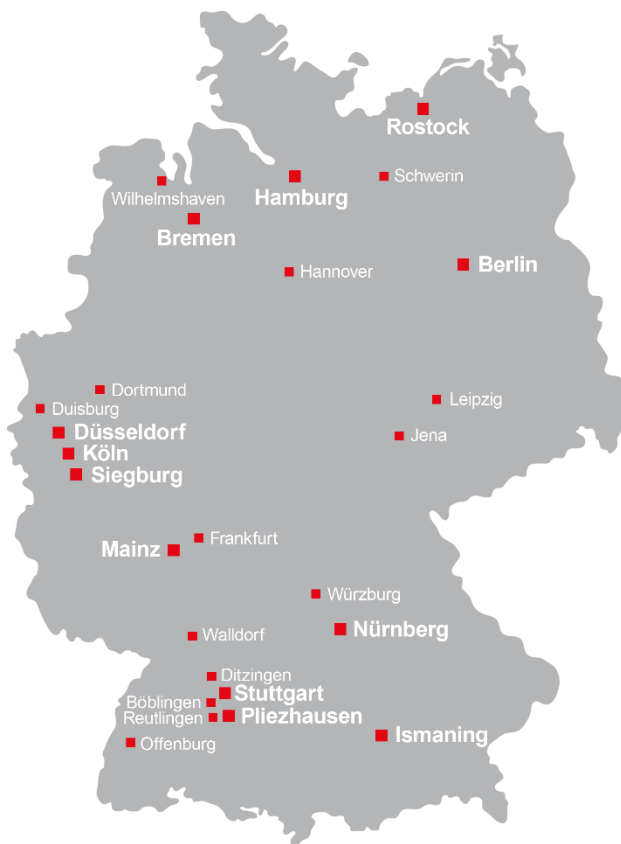 Rostock
Schwerin
Wilhelmshaven
Hamburg
Bremen
Berlin
Hannover
Dortmund
Leipzig
Duisburg
Düsseldorf
Jena
Köln
Siegburg
Frankfurt
Mainz
Würzburg
Nürnberg
Walldorf
Ditzingen
Stuttgart
Böblingen
Pliezhausen
Reutlingen
Ismaning
Offenburg